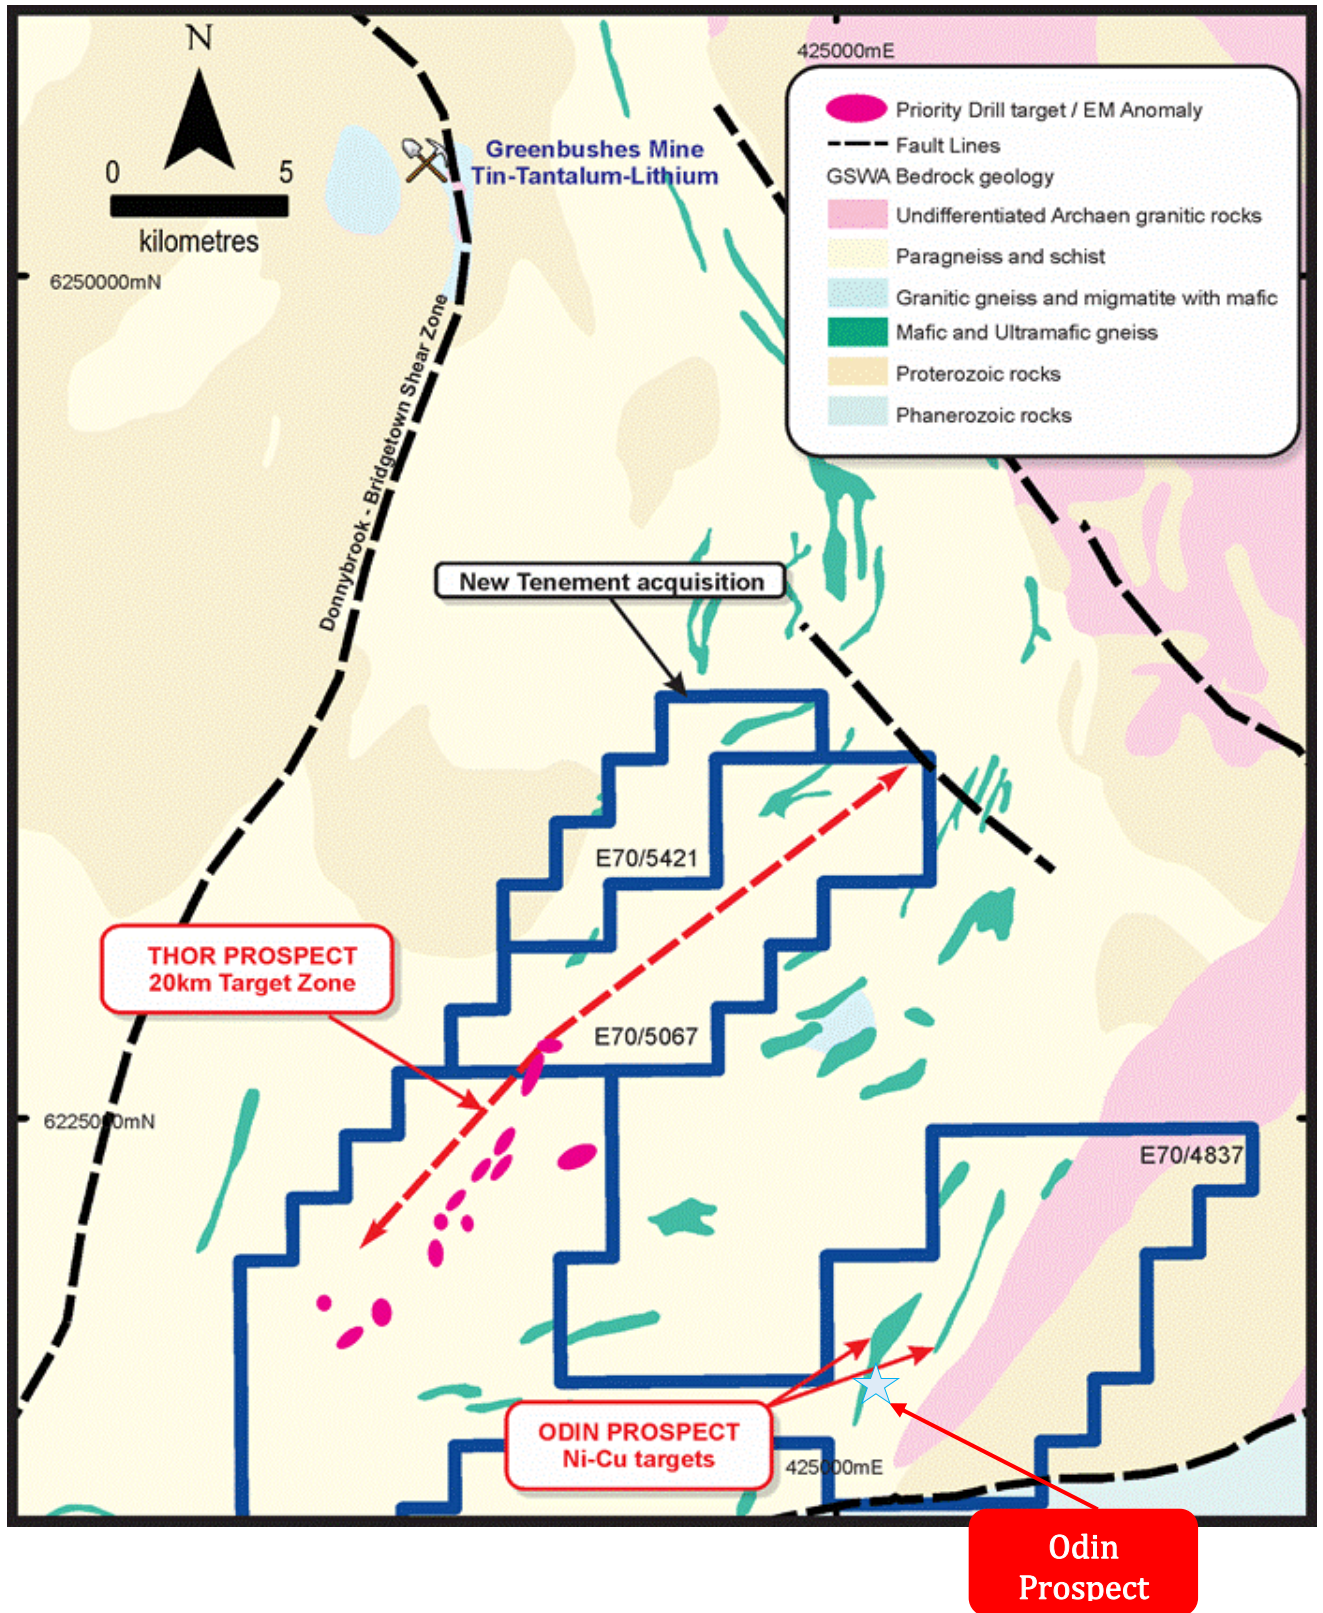 N
425000mE
0 5
kilometres
Greenbushes Mine
Tin-Tantalum-Lithium
Priority Drill target / EM Anomaly
Fault Lines
GSWA Bedrock geology
Undifferentiated Archaen granitic rocks
Paragneiss and schist
Granitic gneiss and migmatite with mafic
Mafic and Ultramafic gneiss
Proterozoic rocks
Phanerozoic rocks
6250000mN
Donnybrook - Bridgetown Shear Zone
New Tenement acquisition
E70/5421
THOR PROSPECT
20km Target Zone
E70/5067
6225000mN
E70/4837
ODIN PROSPECT
Ni-Cu targets
425000mE
Odin
Prospect